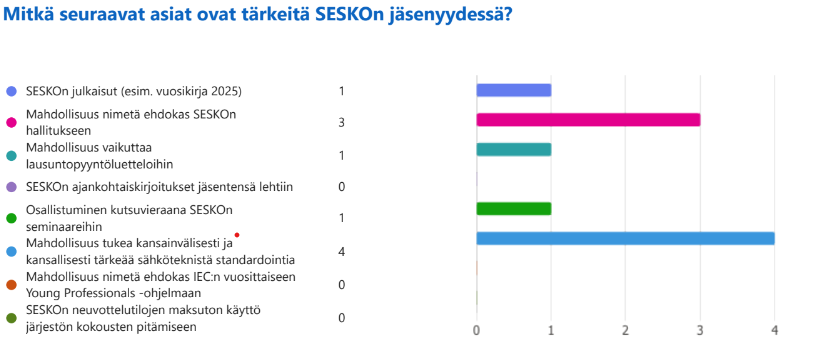 Mitkä seuraavat asiat ovat tärkeitä SESKOn jäsenyydessä?
SESKOn julkaisut (esim. vuosikirja 2025) 1
Mahdollisuus nimetä ehdokas SESKOn
hallitukseen 3
Mahdollisuus vaikuttaa
lausuntopyyntöluetteloihin 1
SESKOn ajankohtaiskirjoitukset jäsentensä lehtiin 0
Osallistuminen kutsuvieraana SESKOn
seminaareihin 1
Mahdollisuus tukea kansainvälisesti ja
kansallisesti tärkeää sähköteknistä standardointia 4
Mahdollisuus nimetä ehdokas IEC:n vuosittaiseen
Young Professionals -ohjelmaan 0
SESKOn neuvottelutilojen maksuton käyttö
järjestön kokousten pitämiseen 0
0 1 2 3 4